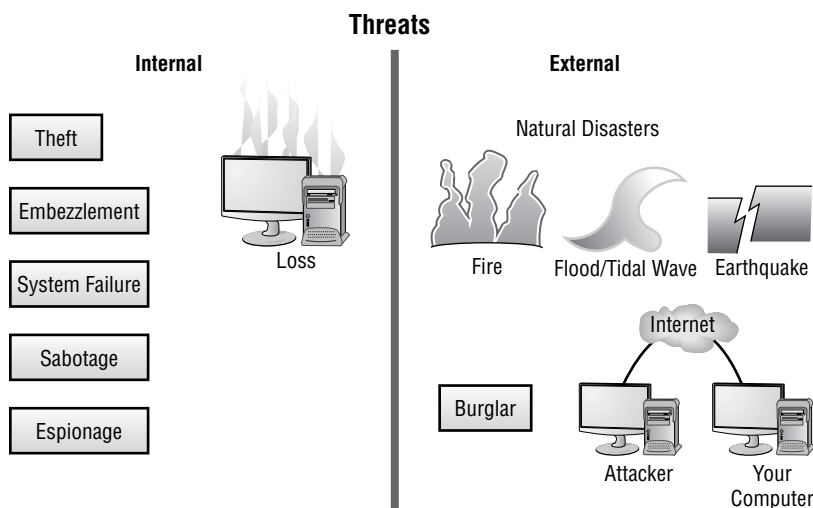 Threats
Internal
External
Theft
Embezzlement
System Failure
Sabotage
Espionage
Loss
Natural Disasters
Fire
Flood/Tidal Wave
Earthquake
Internet
Burglar
Attacker
Your
Computer